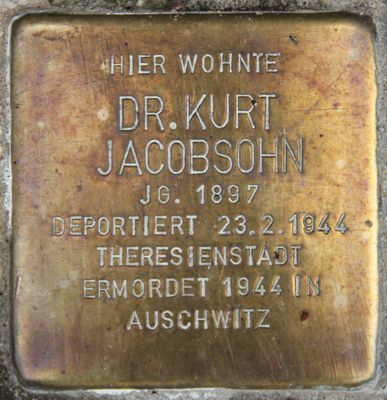 HIER WOHNTE
DR. KURT
JACOBSOHN
JG. 1897
DEPORTIERT 23.2.1944
THERESIENSTADT
ERMORDET 1944 IN
AUSCHWITZ